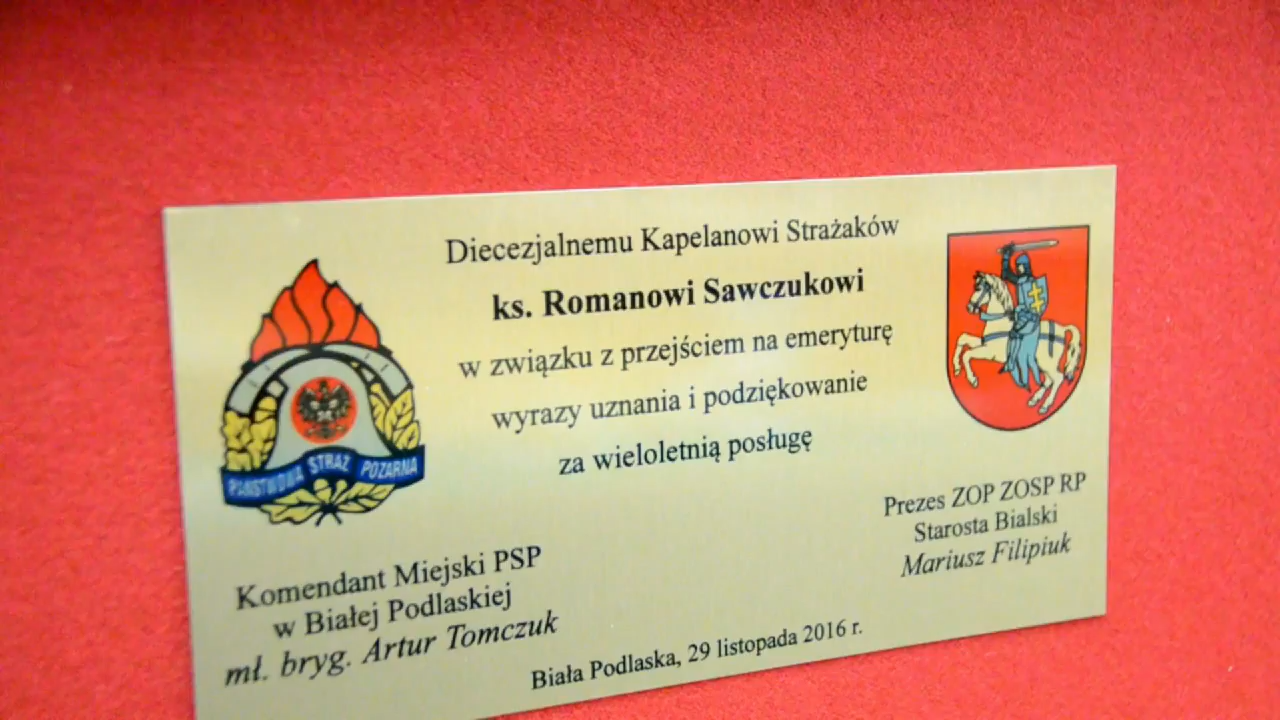 Diecezjalnemu Kapelanowi Strażaków
ks. Romanowi Sawczukowi
w związku z przejściem na emeryturę
wyrazy uznania i podziękowanie
za wieloletnią posługę
PAŃSTWOWA STRAŻ POŻARNA
Komendant Miejski PSP
w Białej Podlaskiej
mł. bryg. Artur Tomczuk
Prezes ZOP ZOSP RP
Starosta Bialski
Mariusz Filipiuk
Biała Podlaska, 29 listopada 2016 r.